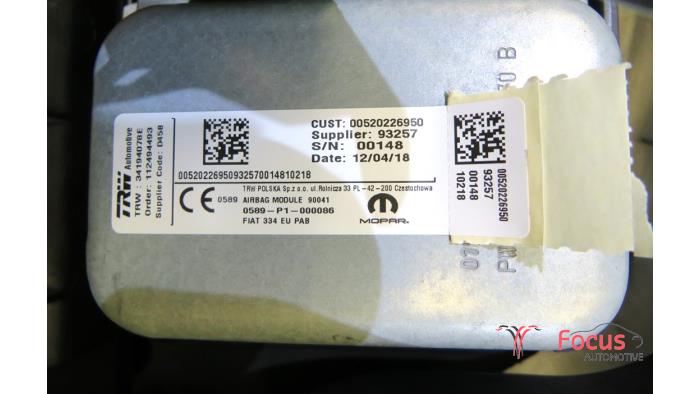 TRW Automotive
TRW : 34194078E
Order: 112494493
Supplier Code: D458
CUST: 00520226950
Supplier: 93257
S/N: 00148
Date: 12/04/18
00520226950932570014810218
TRW POLSKA Sp.z o.o. ul.Rolnicza 33 PL-42-200 Czestochowa
CE 0589 AIRBAG MODULE 90041
0589-P1-000086
FIAT 334 EU PAB
MOPAR
00520226950
93257
00148
10218
Focus
AUTOMOTIVE